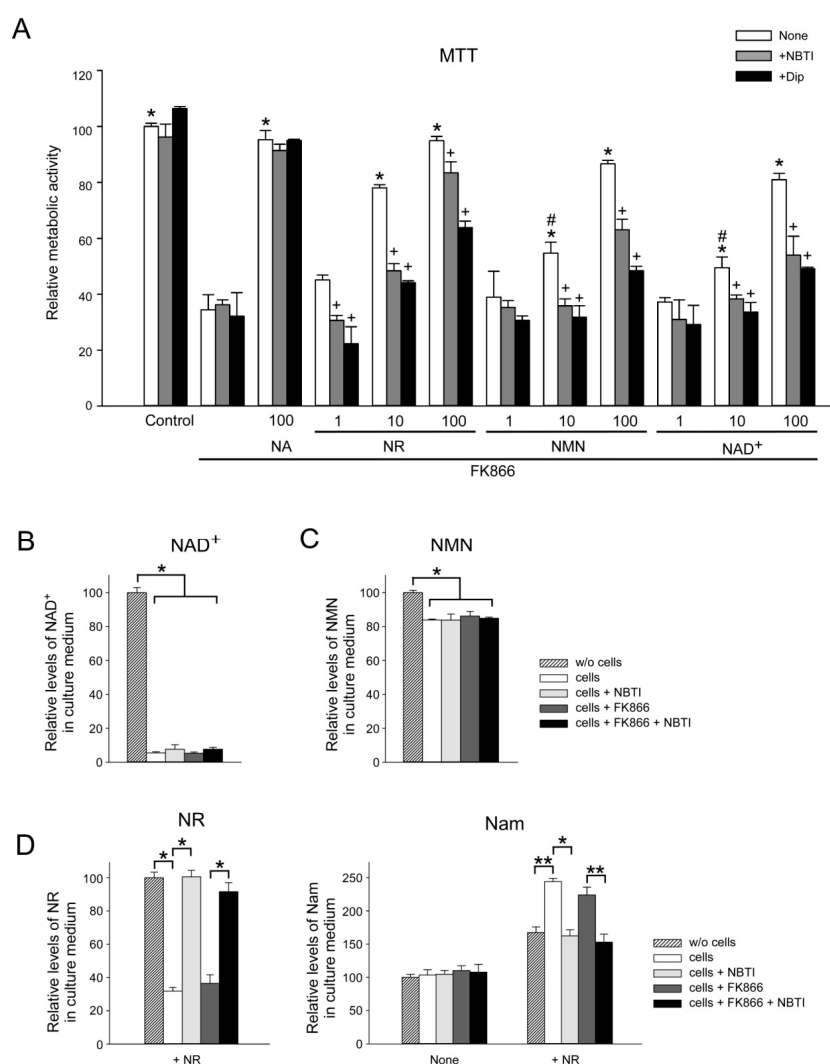 A
MTT
None
+NBTI
+Dip
Relative metabolic activity
120
100
80
60
40
20
0
* * * * # * * # * *
+ + + + + + + + + + + + + +
Control 100 1 10 100 1 10 100 1 10 100
NA NR NMN NAD+
FK866
B
NAD+
Relative levels of NAD+
in culture medium
100
80
60
40
20
0
*
C
NMN
Relative levels of NMN
in culture medium
100
80
60
40
20
0
*
w/o cells
cells
cells + NBTI
cells + FK866
cells + FK866 + NBTI
D
NR
Relative levels of NR
in culture medium
100
80
60
40
20
0
* * *
+ NR
Nam
Relative levels of Nam
in culture medium
250
200
150
100
50
0
** * **
None + NR
w/o cells
cells
cells + NBTI
cells + FK866
cells + FK866 + NBTI